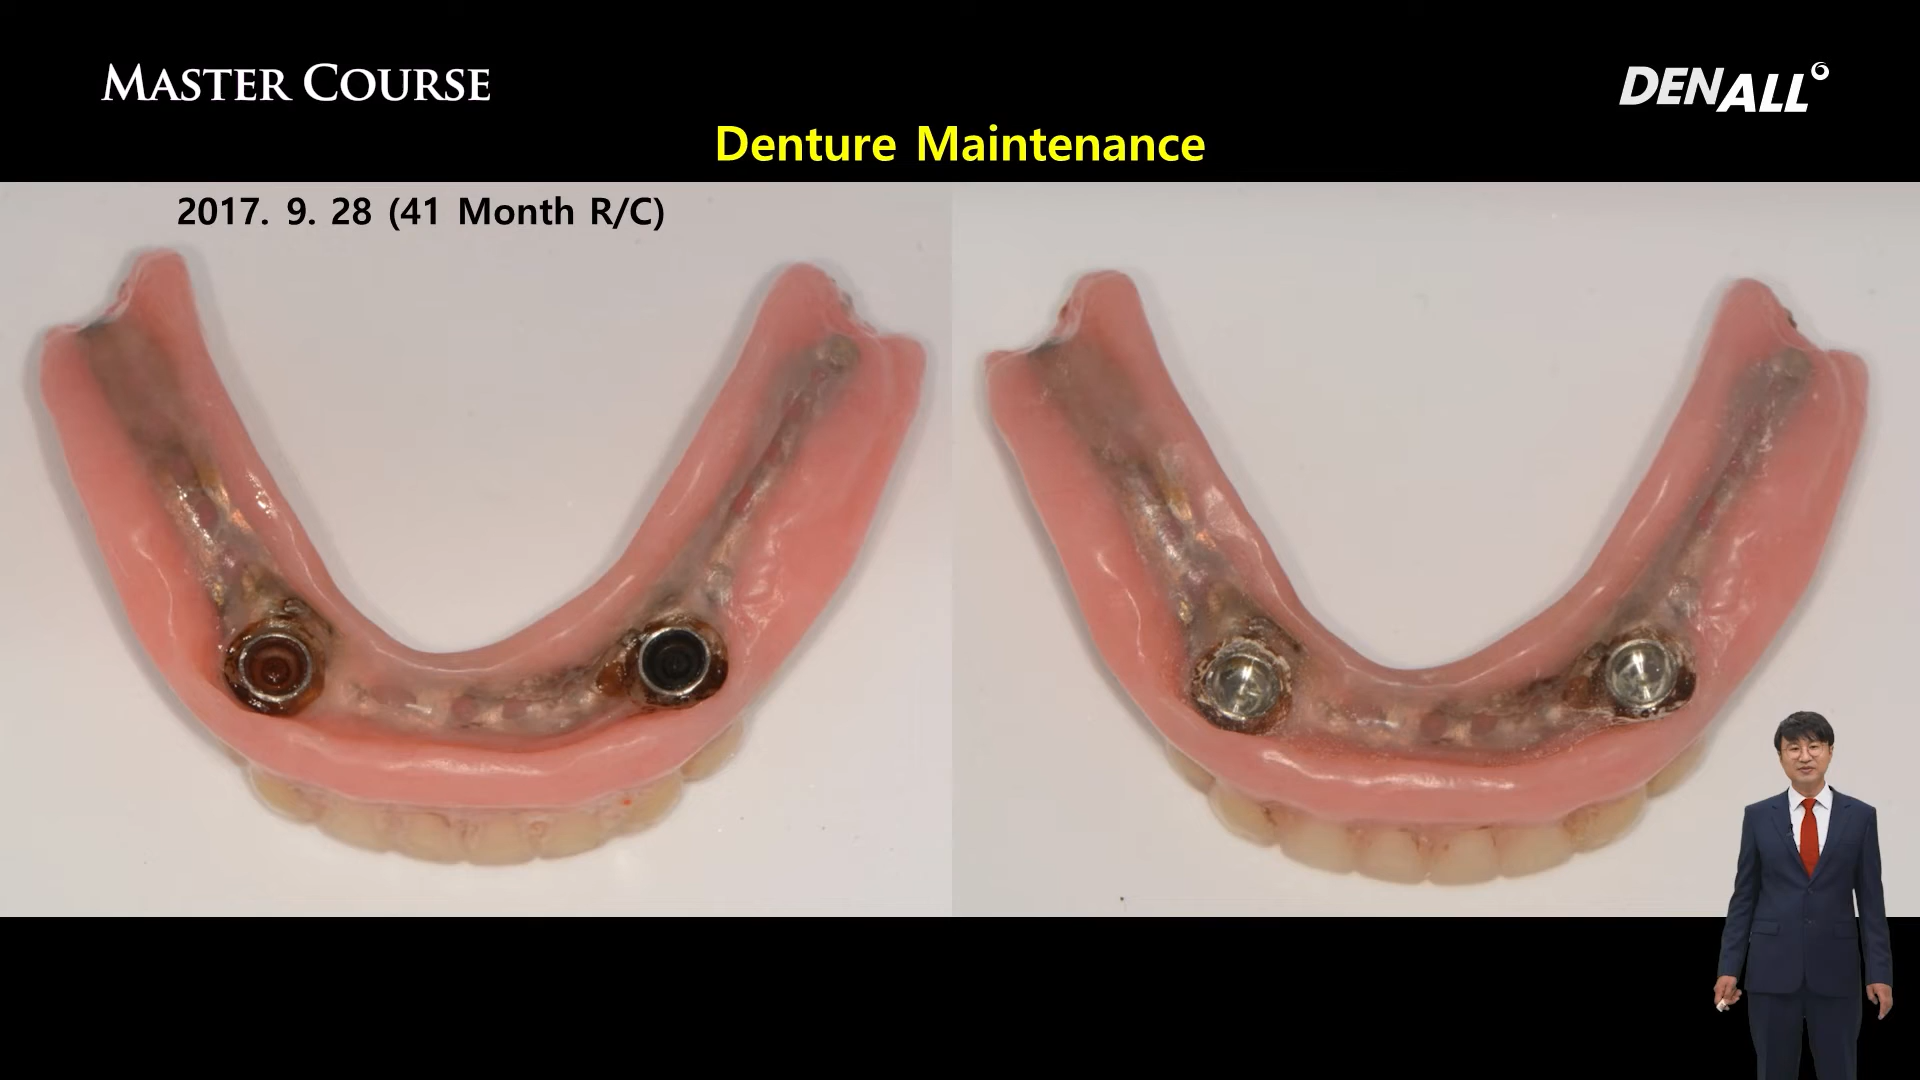 MASTER COURSE
DENALL
Denture Maintenance
2017. 9. 28 (41 Month R/C)